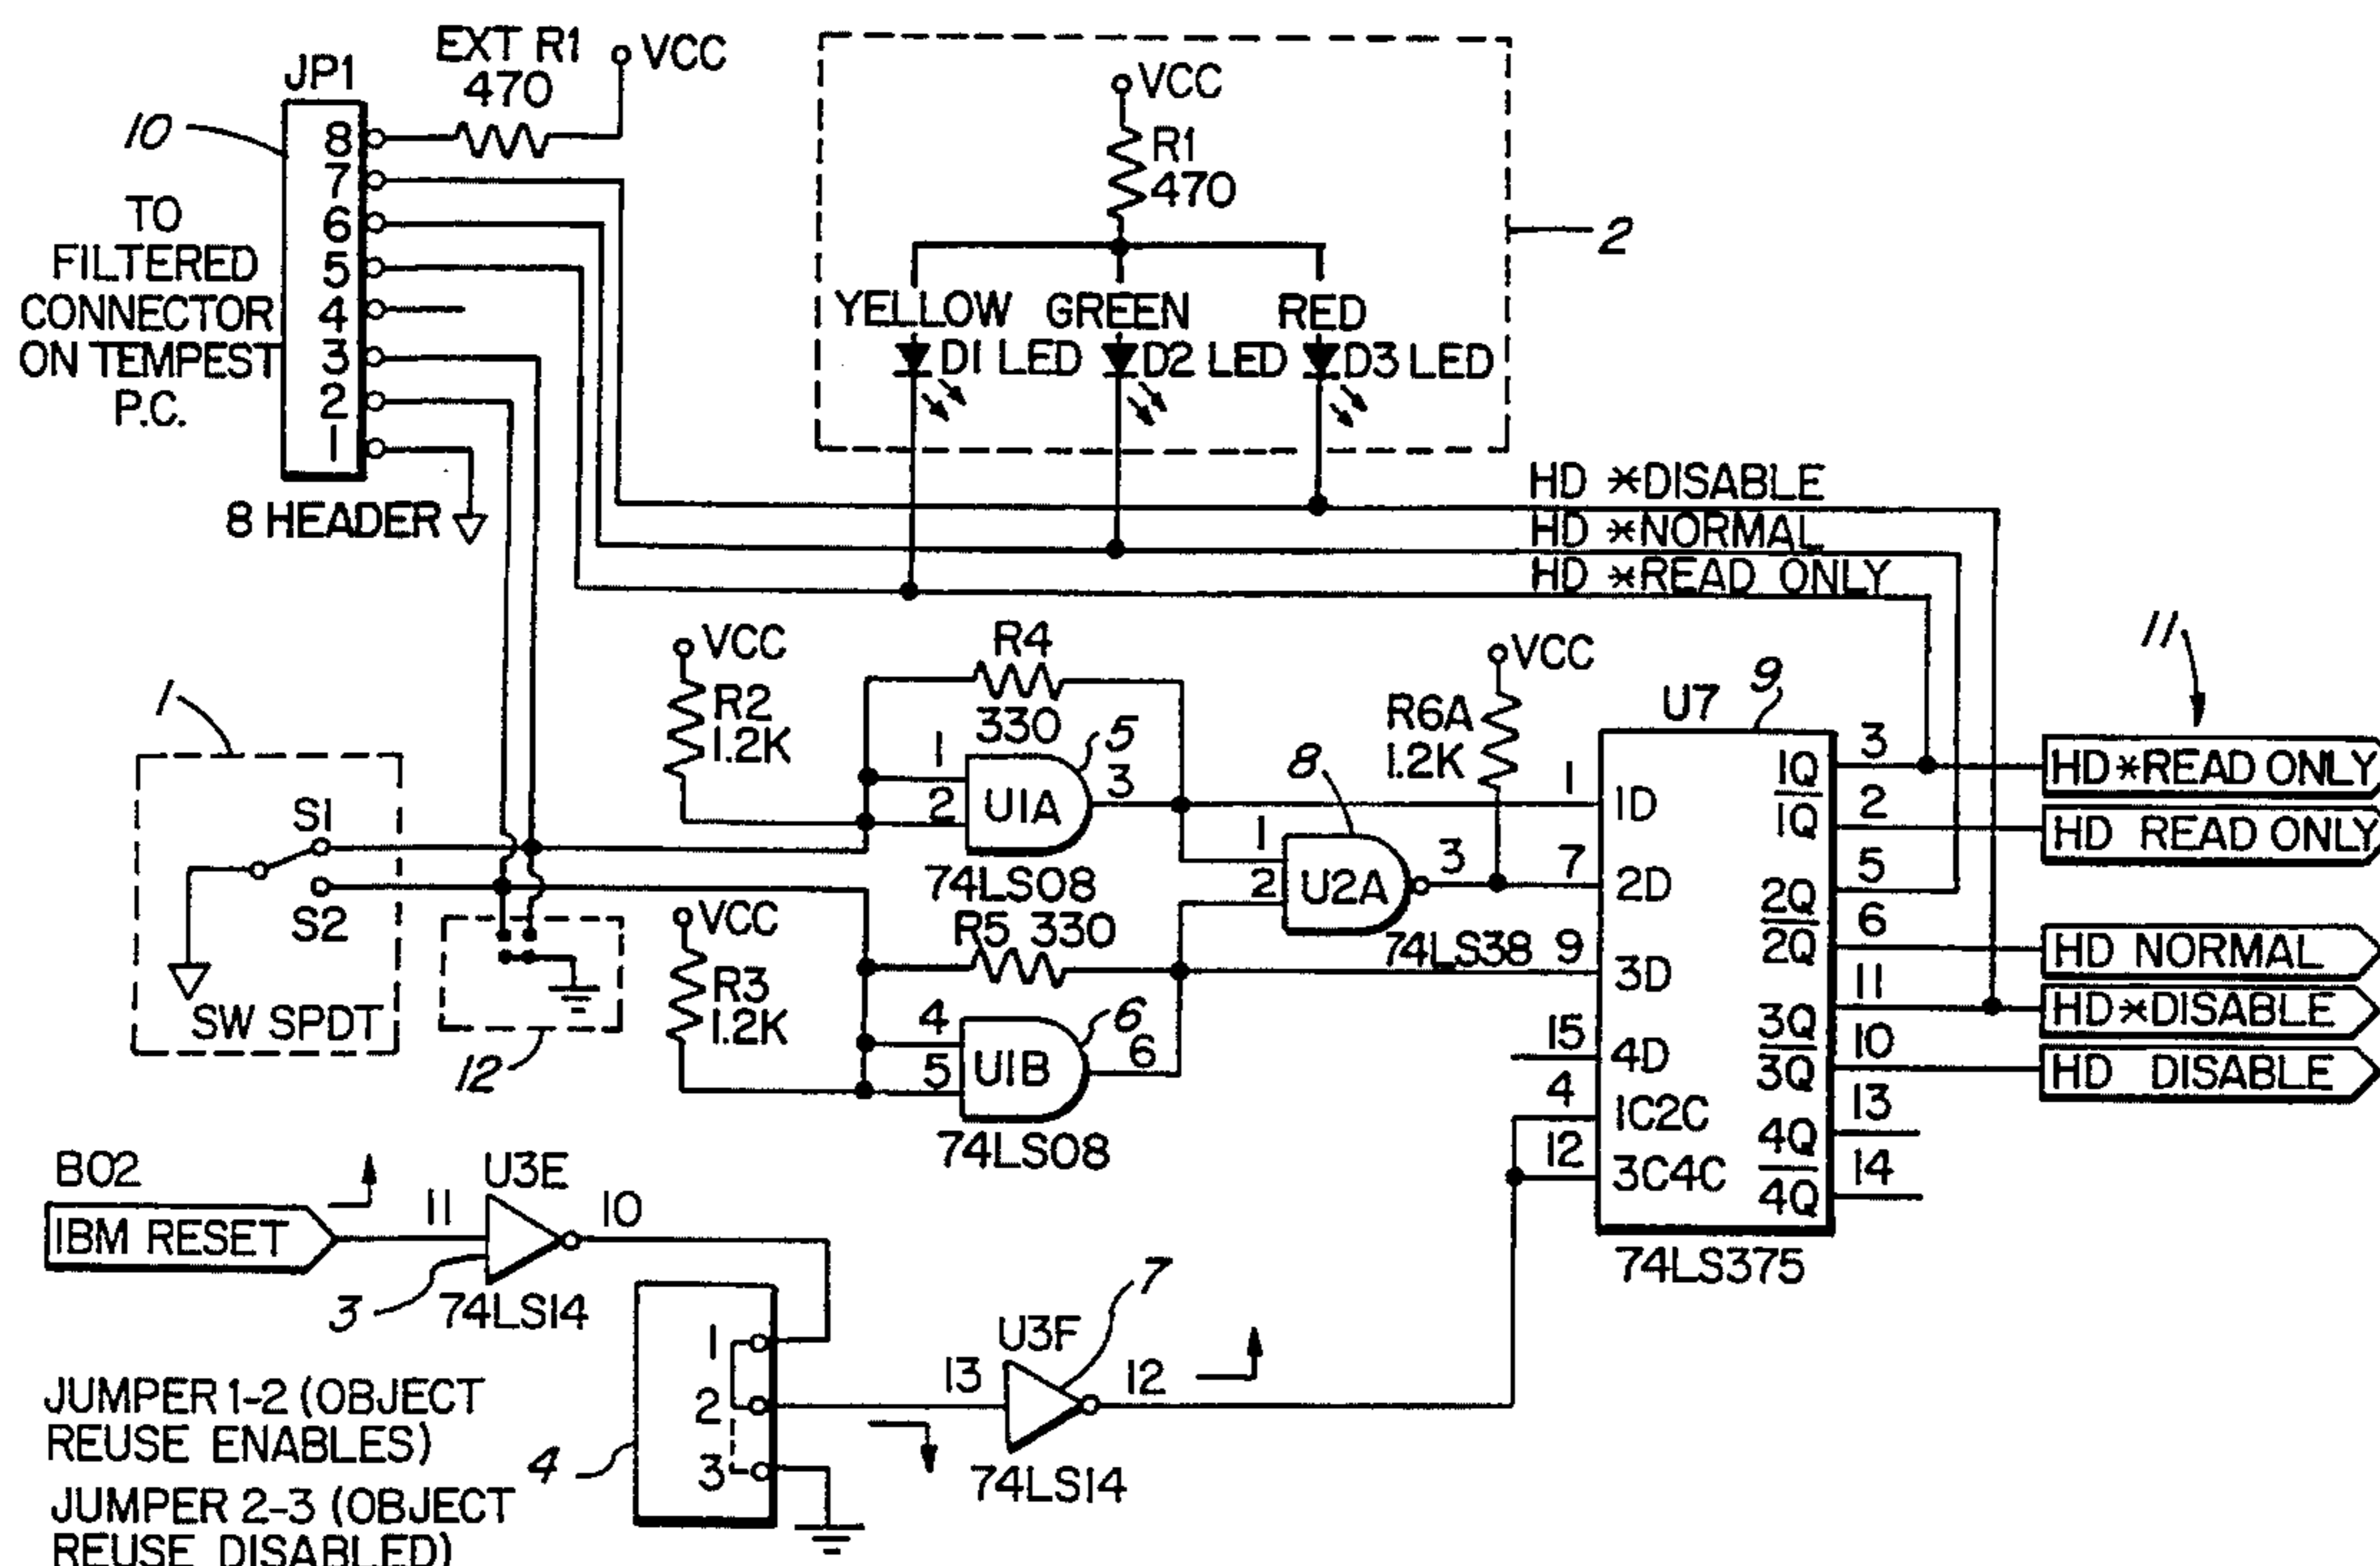 JP1
EXT R1
470
VCC
10
8
7
6
5
4
3
2
1
TO
FILTERED
CONNECTOR
ON TEMPEST
P.C.
8 HEADER
VCC
R1
470
2
YELLOW GREEN RED
D1 LED D2 LED D3 LED
HD *DISABLE
HD *NORMAL
HD *READ ONLY
1
S1
S2
SW SPDT
12
VCC
R2
1.2K
R4
330
1
2
U1A
3
5
74LS08
VCC
R3
1.2K
R5 330
4
5
U1B
6
6
74LS08
8
1
2
U2A
3
74LS38
VCC
R6A
1.2K
U7
9
1 1D
7 2D
9 3D
15 4D
4 1C2C
12 3C4C
1Q 3
1Q 2
2Q 5
2Q 6
3Q 11
3Q 10
4Q 13
4Q 14
74LS375
11
HD *READ ONLY
HD READ ONLY
HD NORMAL
HD *DISABLE
HD DISABLE
B02
IBM RESET
11
U3E
10
3
74LS14
1
2
3
4
13
U3F
12
7
74LS14
JUMPER 1-2 (OBJECT
REUSE ENABLES)
JUMPER 2-3 (OBJECT
REUSE DISABLED)